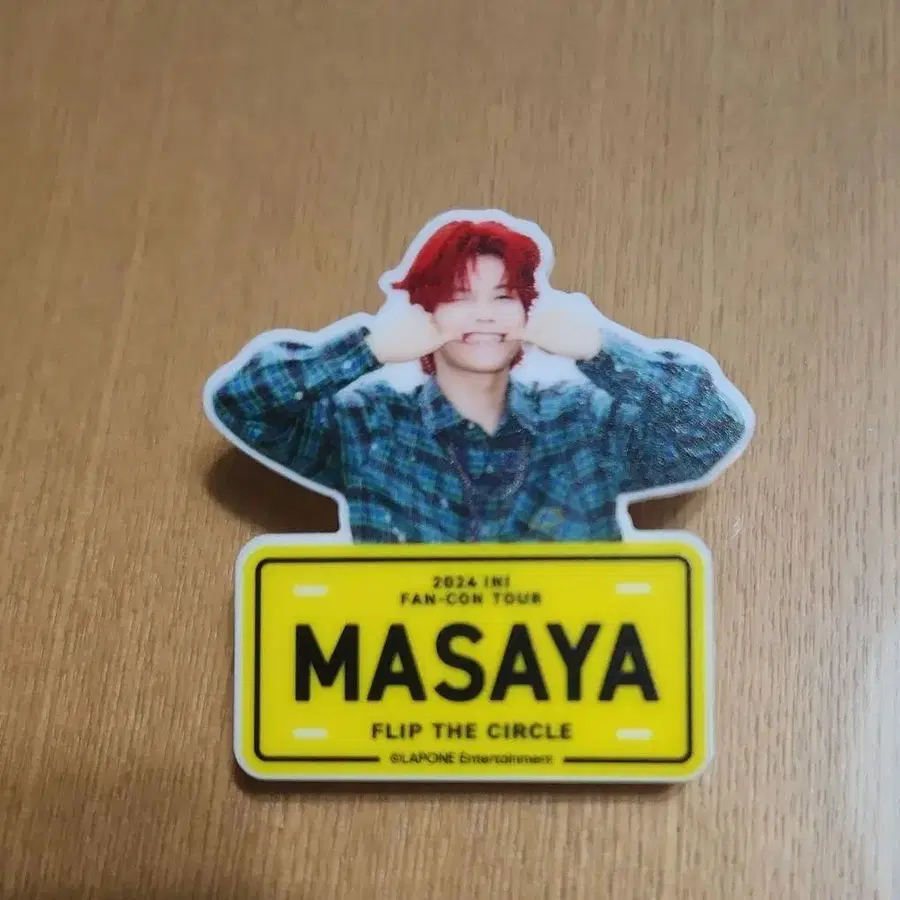 2024 INI
FAN-CON TOUR
MASAYA
FLIP THE CIRCLE
©LAPONE Entertainment